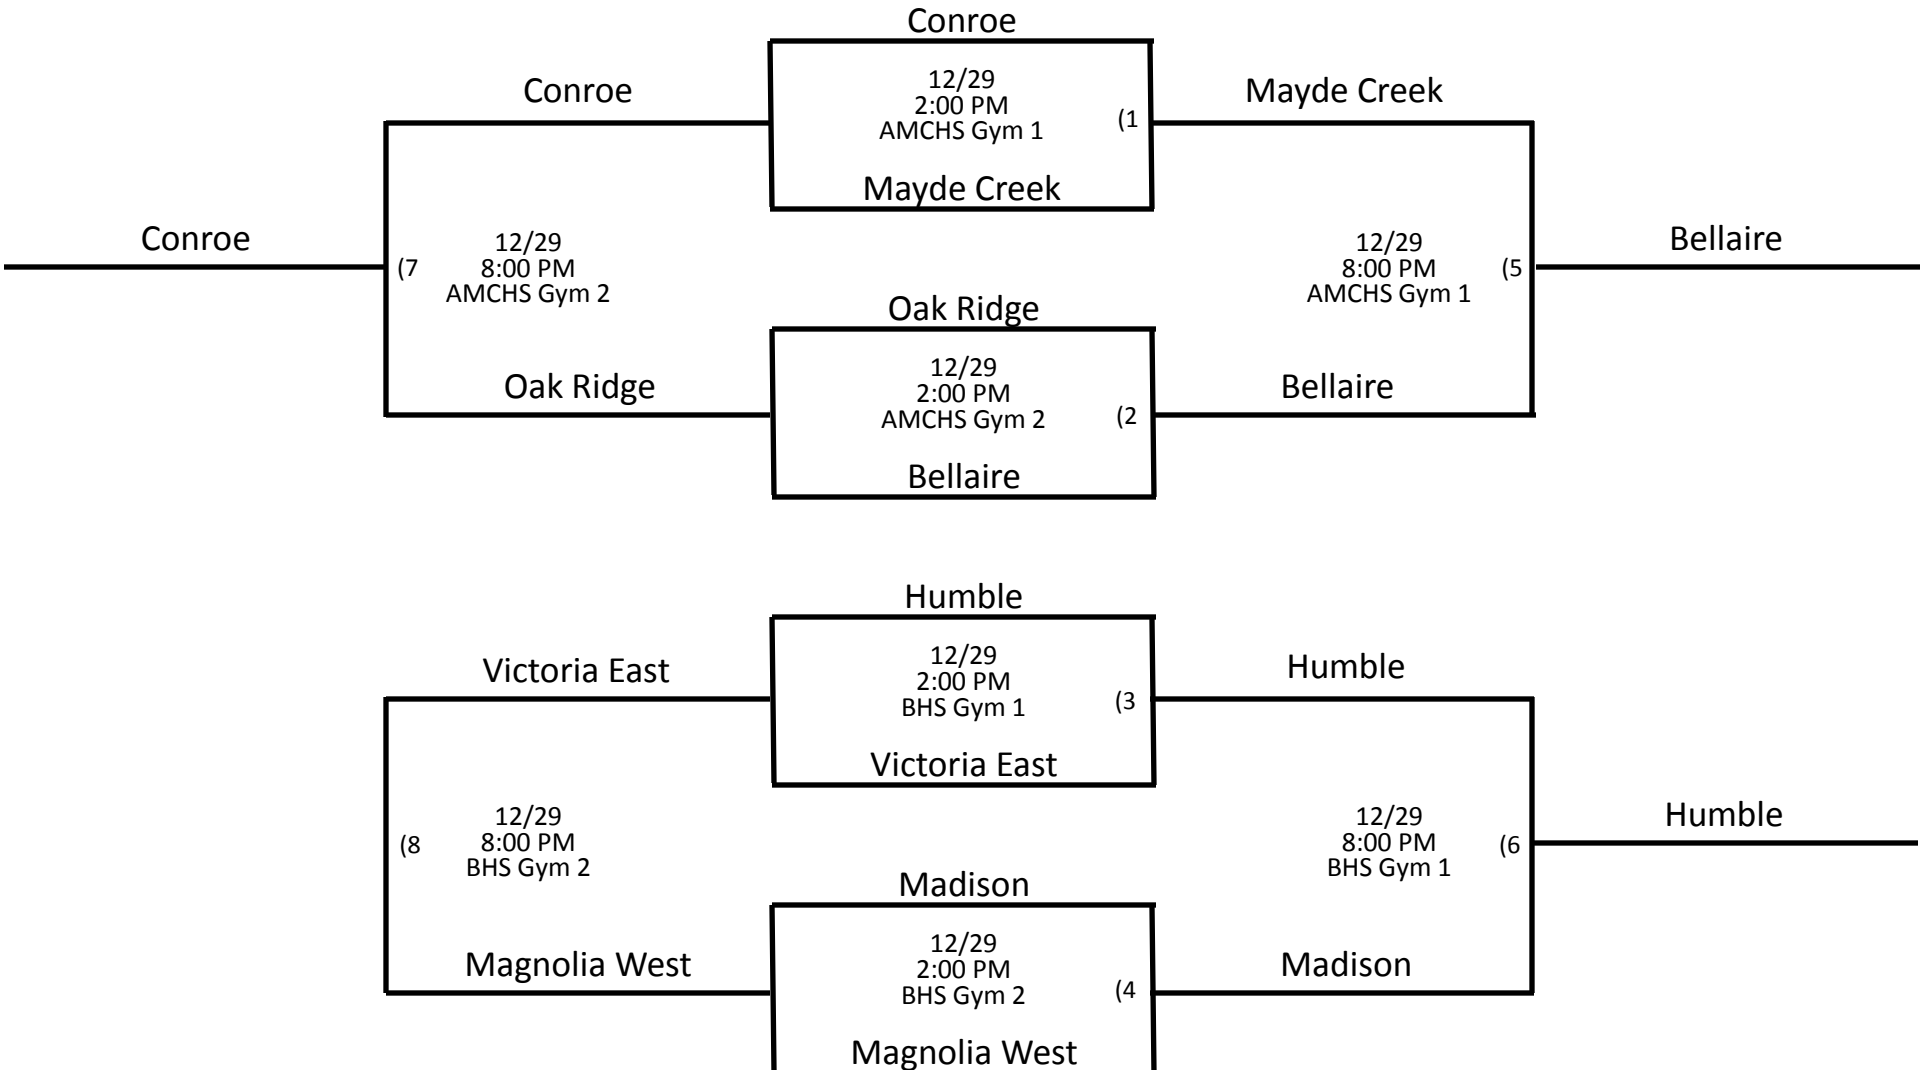 Conroe
Conroe
12/29
2:00 PM
AMCHS Gym 1
(1
Mayde Creek
Mayde Creek
Conroe
(7
12/29
8:00 PM
AMCHS Gym 2
12/29
8:00 PM
AMCHS Gym 1
(5
Bellaire
Oak Ridge
Oak Ridge
12/29
2:00 PM
AMCHS Gym 2
(2
Bellaire
Bellaire
Humble
Victoria East
12/29
2:00 PM
BHS Gym 1
(3
Humble
Victoria East
(8
12/29
8:00 PM
BHS Gym 2
12/29
8:00 PM
BHS Gym 1
(6
Humble
Madison
Magnolia West
12/29
2:00 PM
BHS Gym 2
(4
Madison
Magnolia West